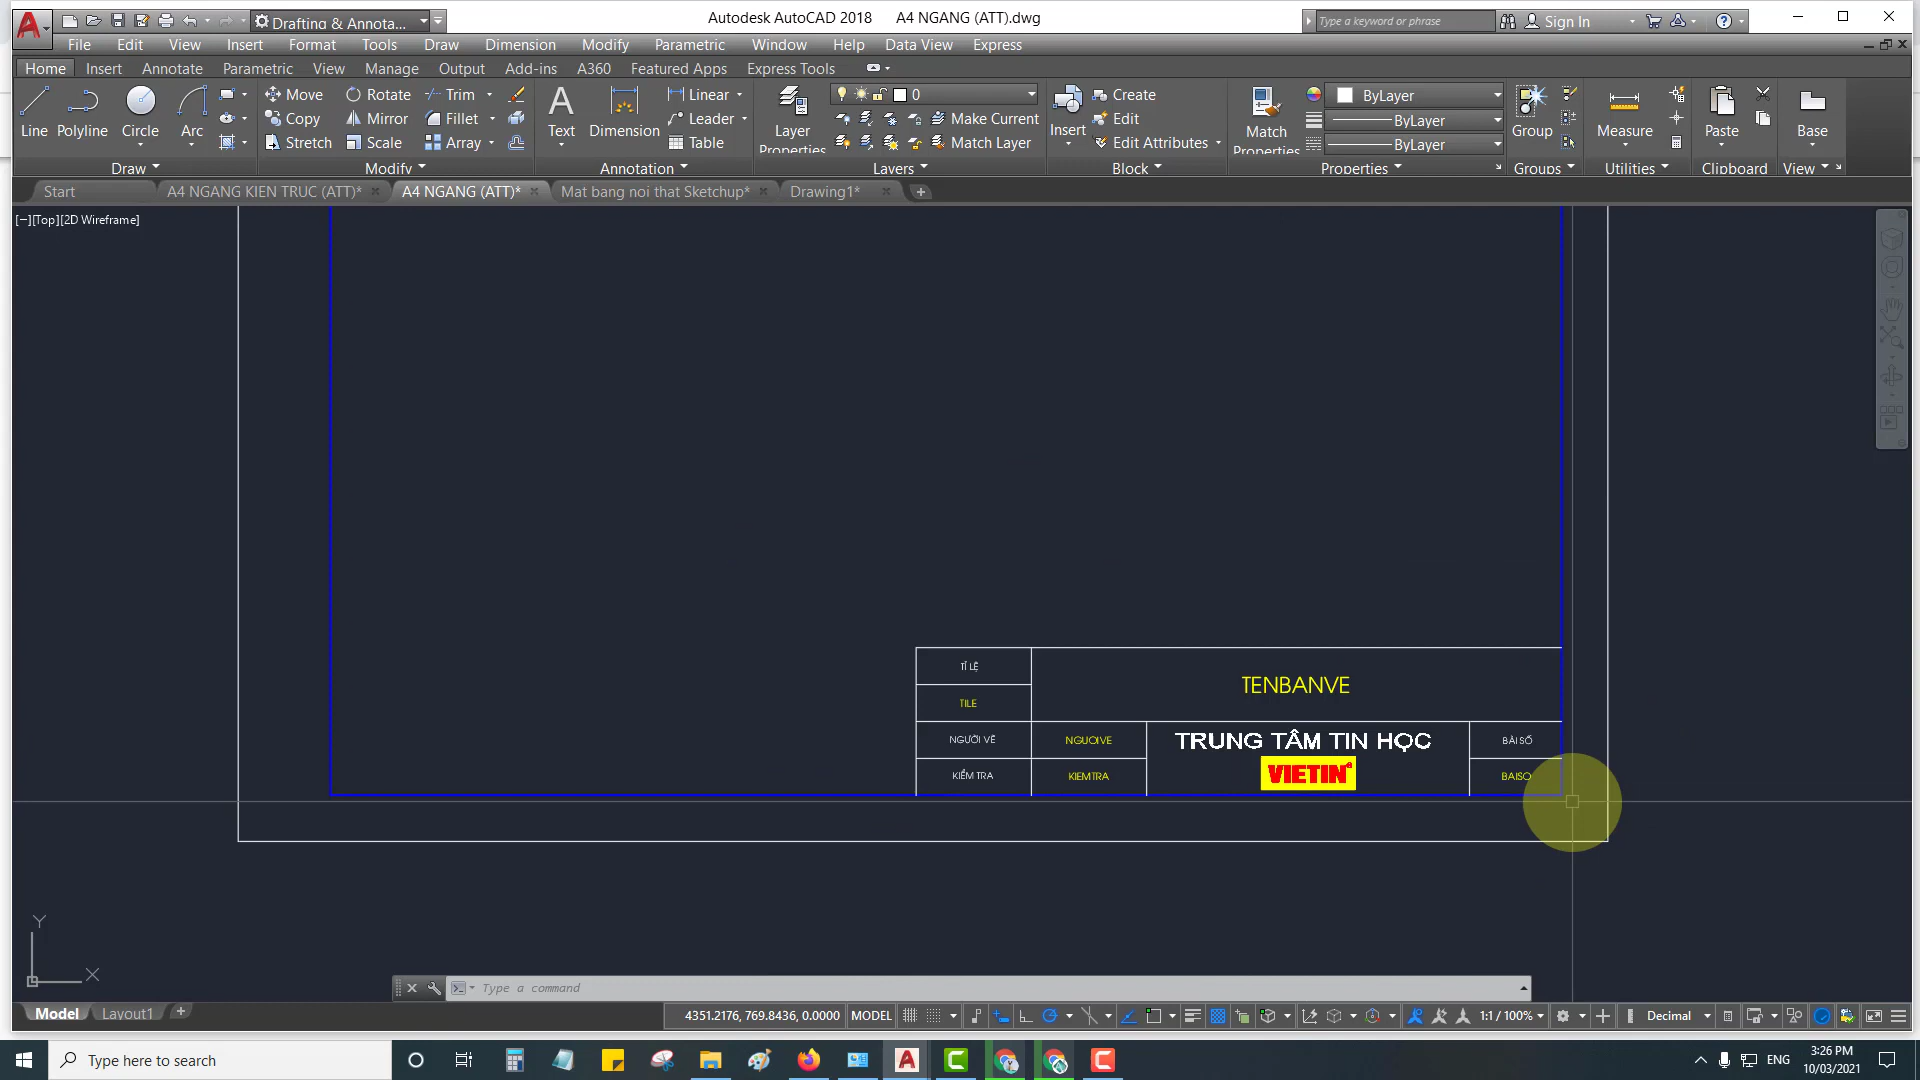 Drafting & Annota...
Autodesk AutoCAD 2018 A4 NGANG (ATT).dwg
Type a keyword or phrase
Sign In
File Edit View Insert Format Tools Draw Dimension Modify Parametric Window Help Data View Express
Home Insert Annotate Parametric View Manage Output Add-ins A360 Featured Apps Express Tools
Line Polyline Circle Arc
Move Rotate Trim
Copy Mirror Fillet
Stretch Scale Array
Text Dimension
Linear
Leader
Table
Layer
Properties
0
Make Current
Match Layer
Insert
Create
Edit
Edit Attributes
Match
Properties
ByLayer
ByLayer
ByLayer
Group
Measure
Paste
Base
Draw Modify Annotation Layers Block Properties Groups Utilities Clipboard View
Start A4 NGANG KIEN TRUC (ATT)* A4 NGANG (ATT)* Mat bang noi that Sketchup* Drawing1*
[−][Top][2D Wireframe]
TỈ LỆ
TENBANVE
TILE
NGƯỜI VẼ NGUOIVE TRUNG TÂM TIN HỌC BÀI SỐ
KIỂM TRA KIEMTRA VIETIN® BAISO
Y
X
Type a command
Model Layout1
4351.2176, 769.8436, 0.0000 MODEL
1:1 / 100%
Decimal
Type here to search
ENG
3:26 PM
10/03/2021